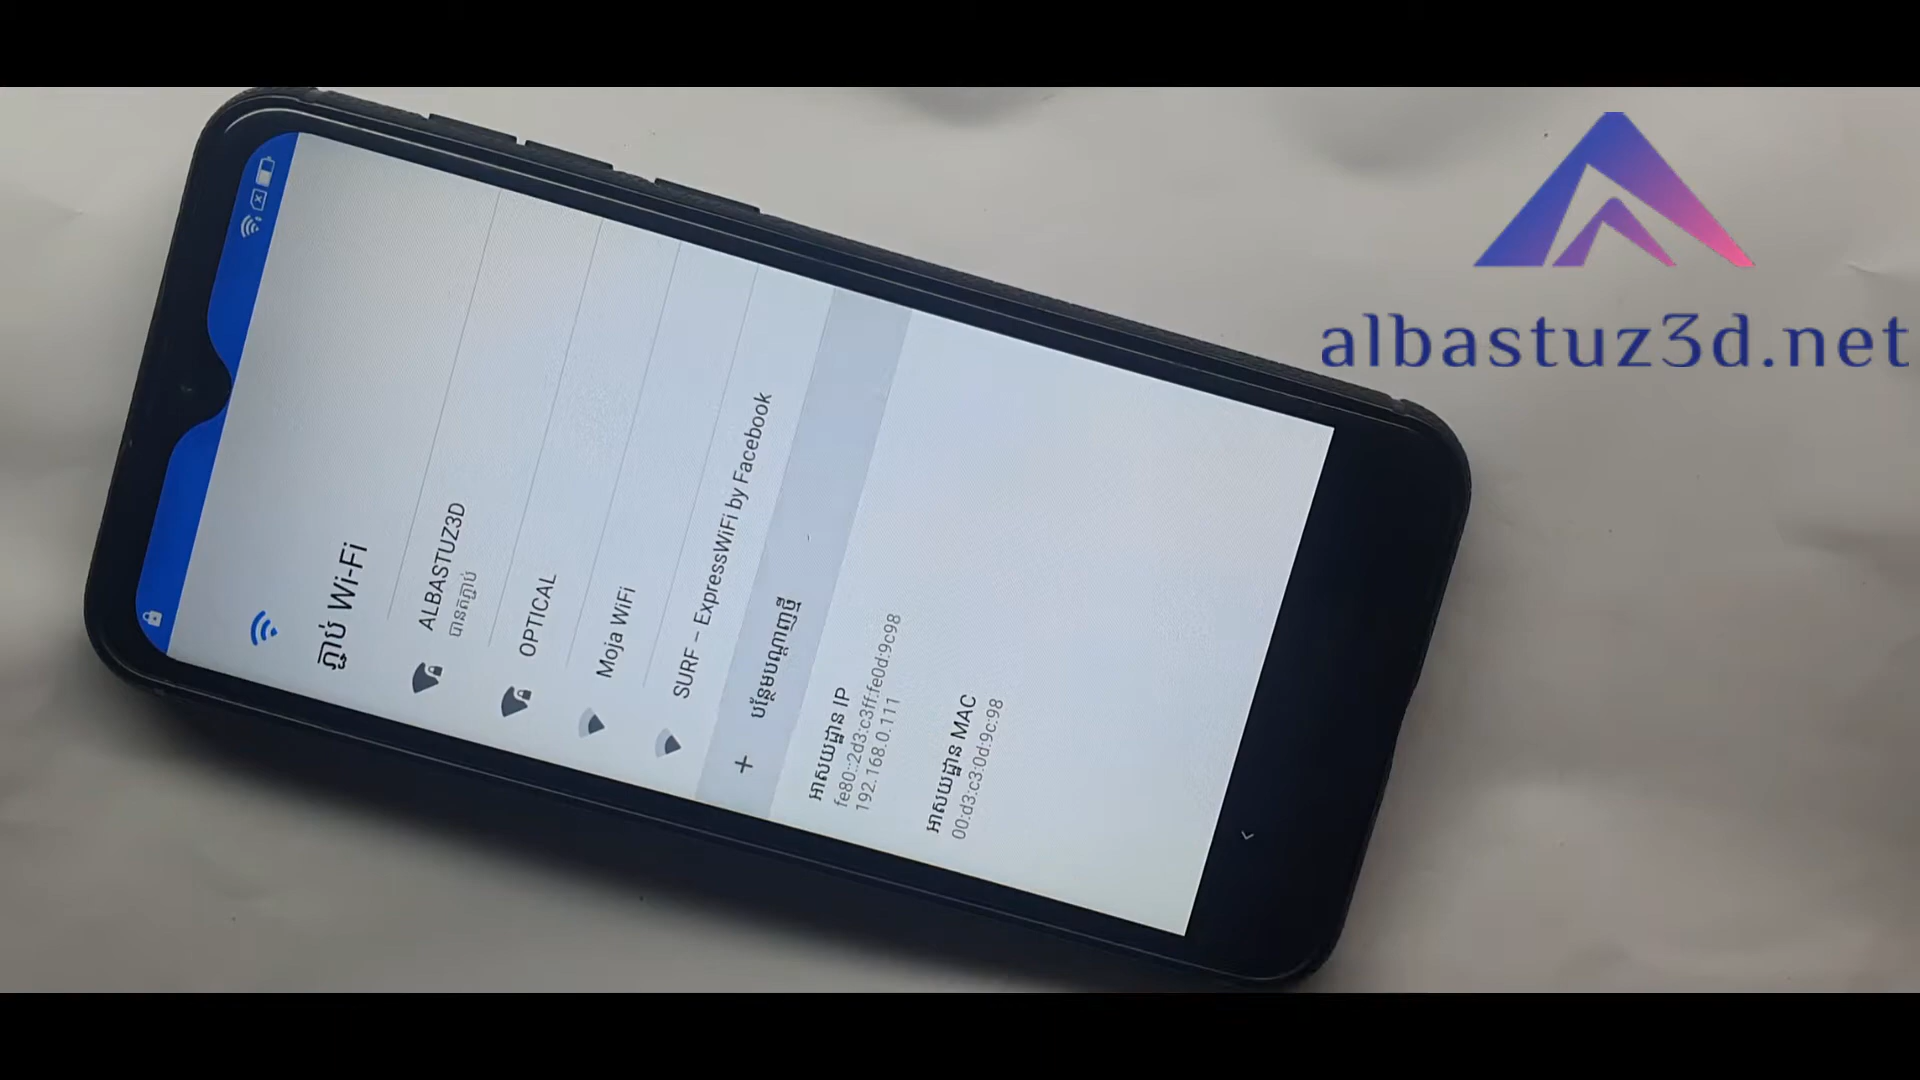 albastuz3d.net
ភ្ជាប់ Wi-Fi
ALBASTUZ3D
បានតភ្ជាប់
OPTICAL
Moja WiFi
SURF – ExpressWiFi by Facebook
+ បន្ថែមបណ្តាញថ្មី
អាសយដ្ឋាន IP
fe80::2d3:c3ff:fe0d:9c98
192.168.0.111
អាសយដ្ឋាន MAC
00:d3:c3:0d:9c:98